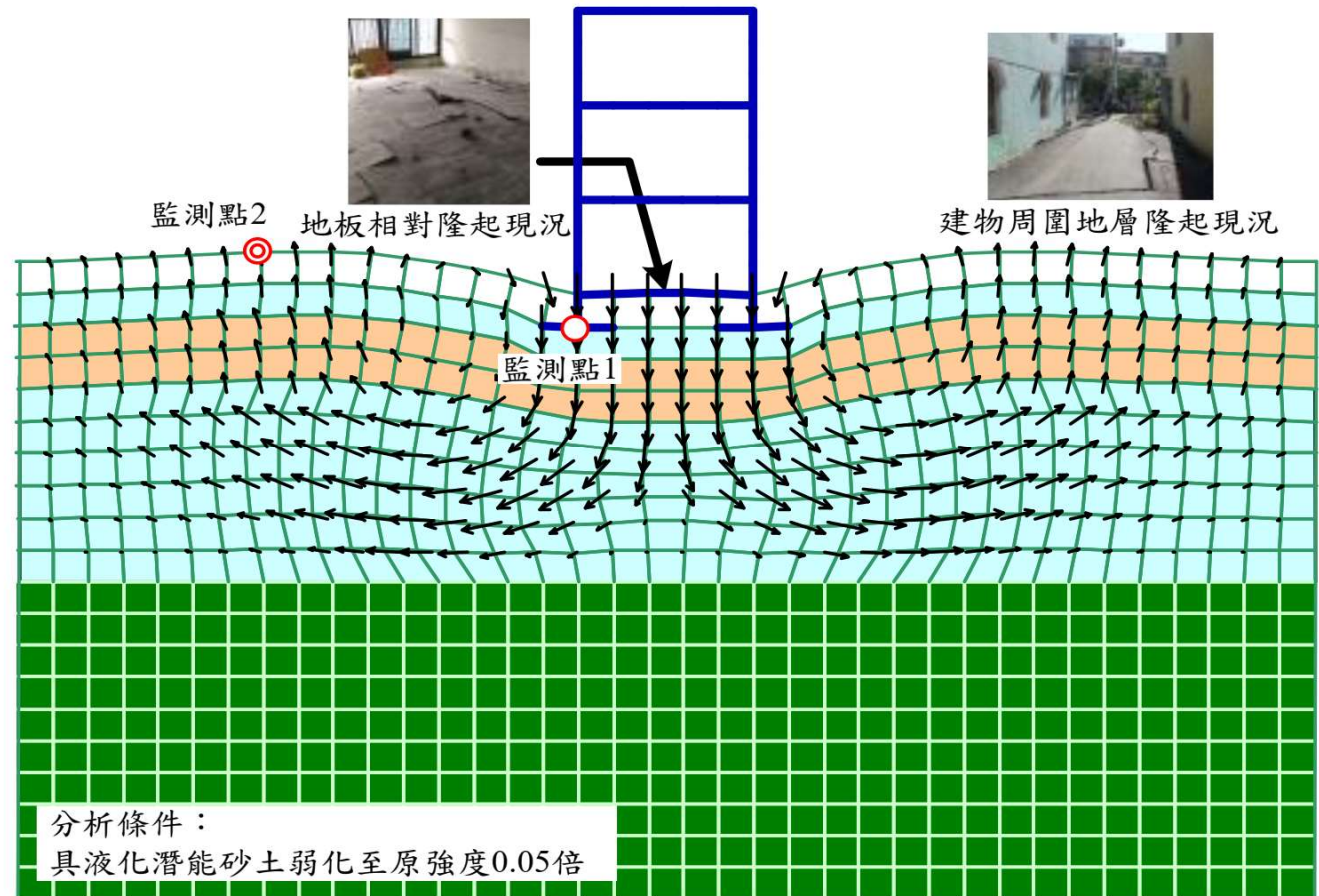 監測點2
地板相對隆起現況
建物周圍地層隆起現況
監測點1
分析條件：
具液化潛能砂土弱化至原強度0.05倍